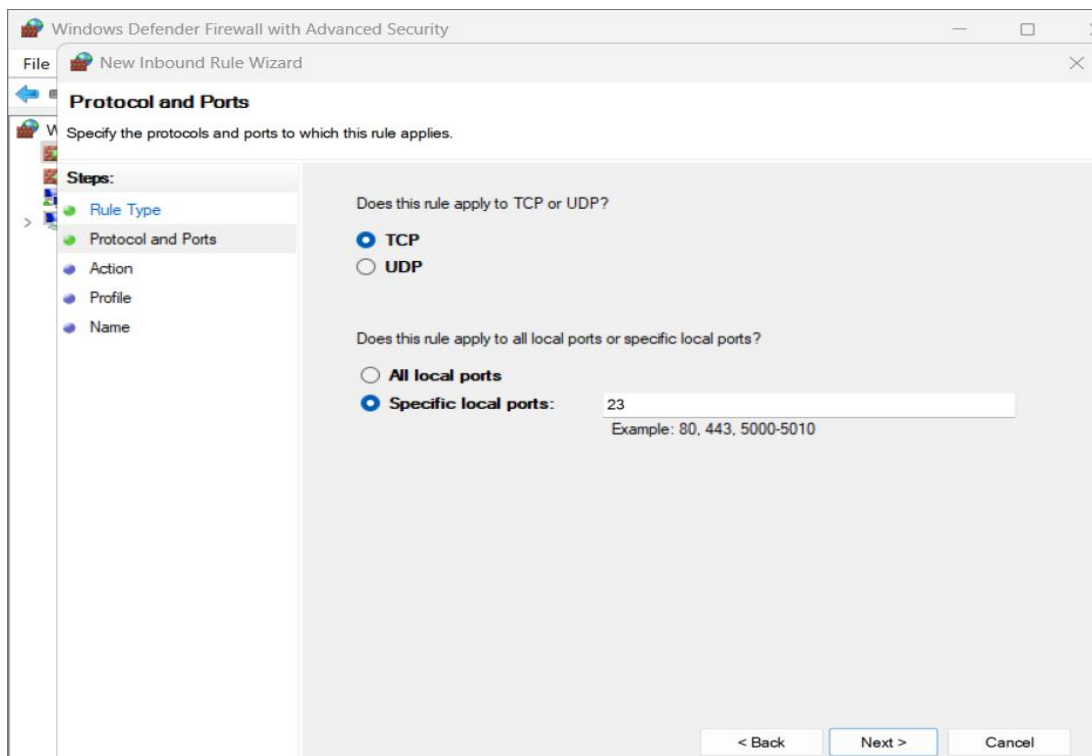 Windows Defender Firewall with Advanced Security
File
New Inbound Rule Wizard
Protocol and Ports
Specify the protocols and ports to which this rule applies.
Steps:
Rule Type
Protocol and Ports
Action
Profile
Name
Does this rule apply to TCP or UDP?
TCP
UDP
Does this rule apply to all local ports or specific local ports?
All local ports
Specific local ports: 23
Example: 80, 443, 5000-5010
< Back Next > Cancel